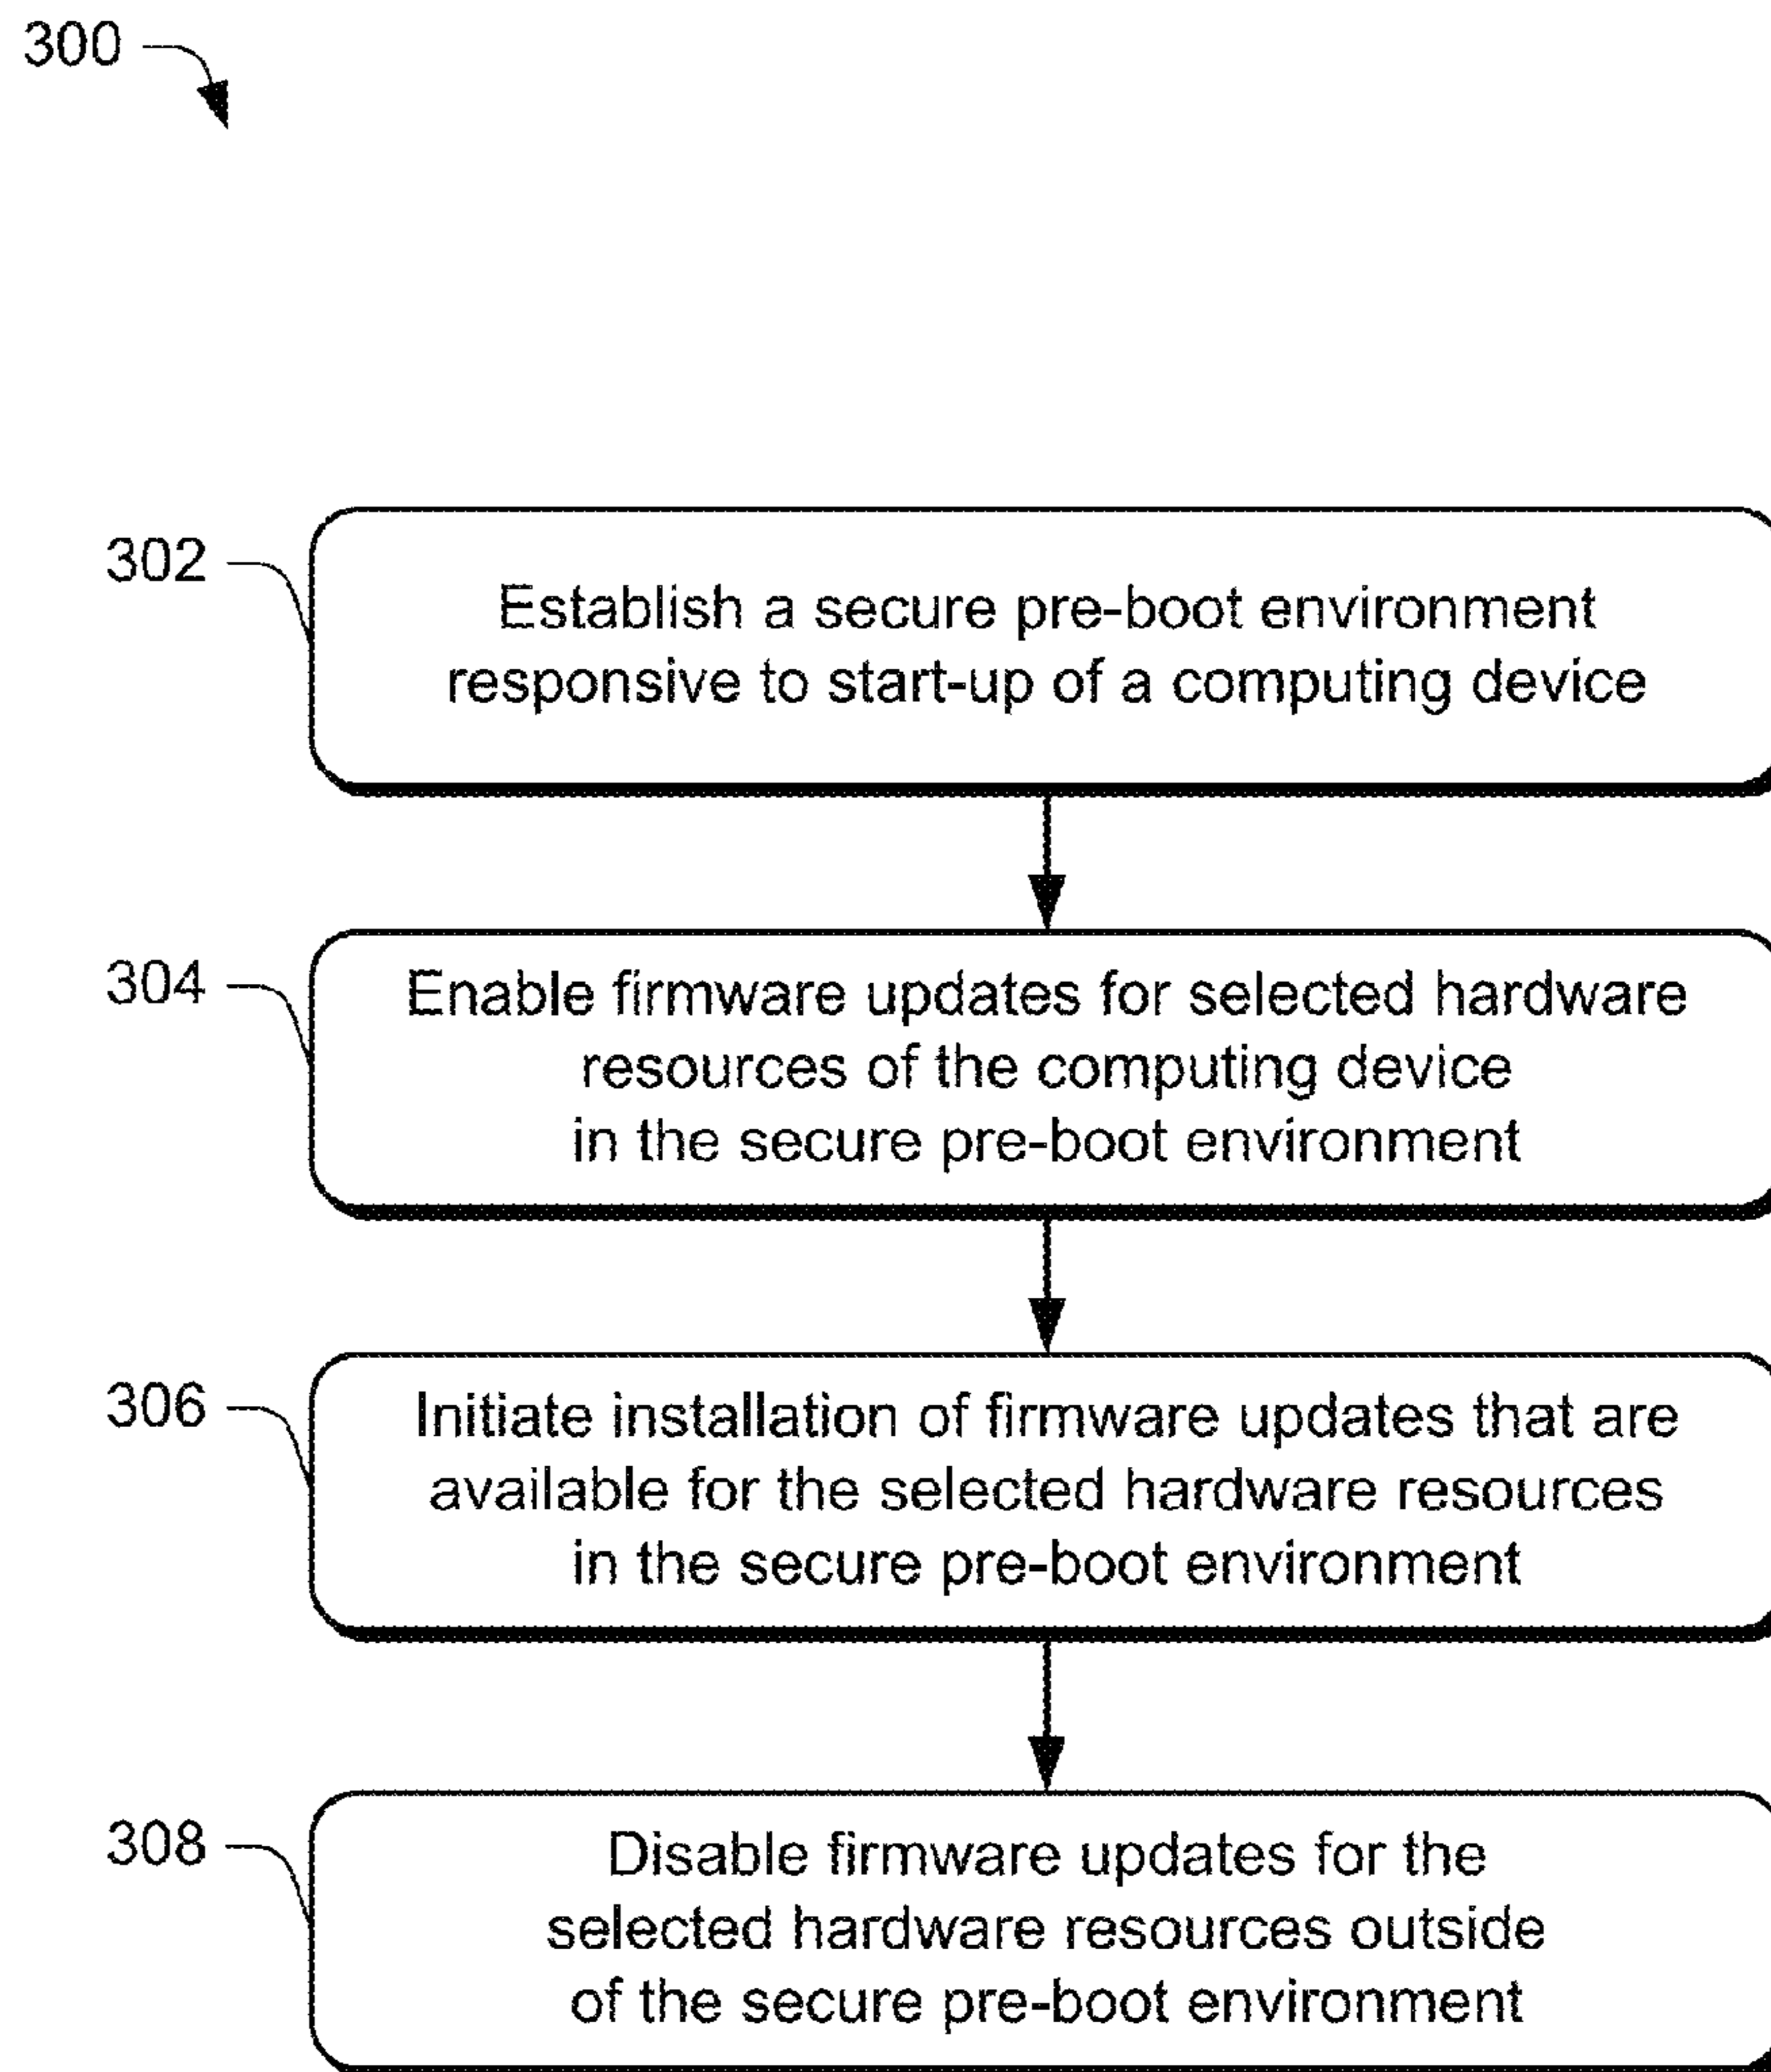 300
302
Establish a secure pre-boot environment
responsive to start-up of a computing device
304
Enable firmware updates for selected hardware
resources of the computing device
in the secure pre-boot environment
306
Initiate installation of firmware updates that are
available for the selected hardware resources
in the secure pre-boot environment
308
Disable firmware updates for the
selected hardware resources outside
of the secure pre-boot environment